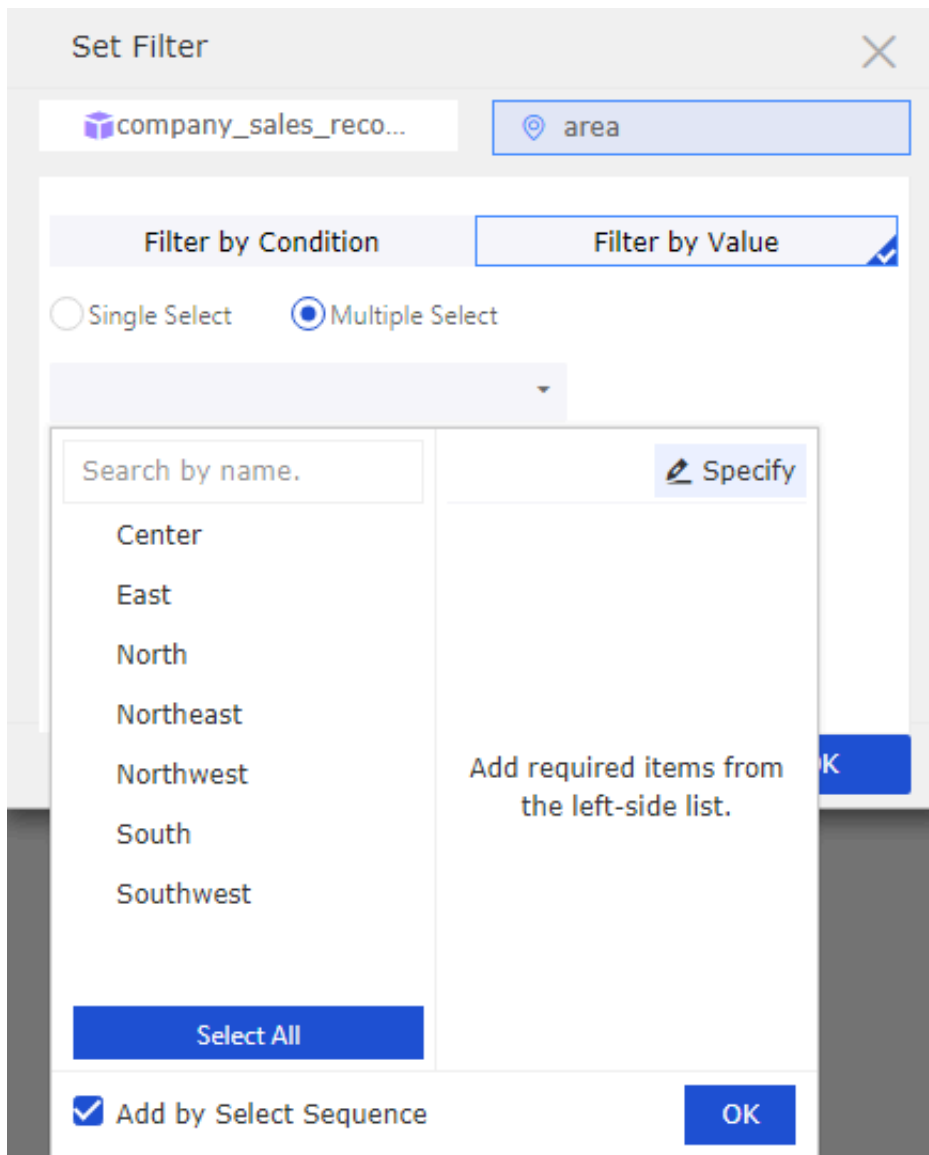 Set Filter
company_sales_reco...
area
Filter by Condition
Filter by Value
Single Select
Multiple Select
Search by name.
Specify
Center
East
North
Northeast
Northwest
South
Southwest
Add required items from
the left-side list.
K
Select All
Add by Select Sequence
OK